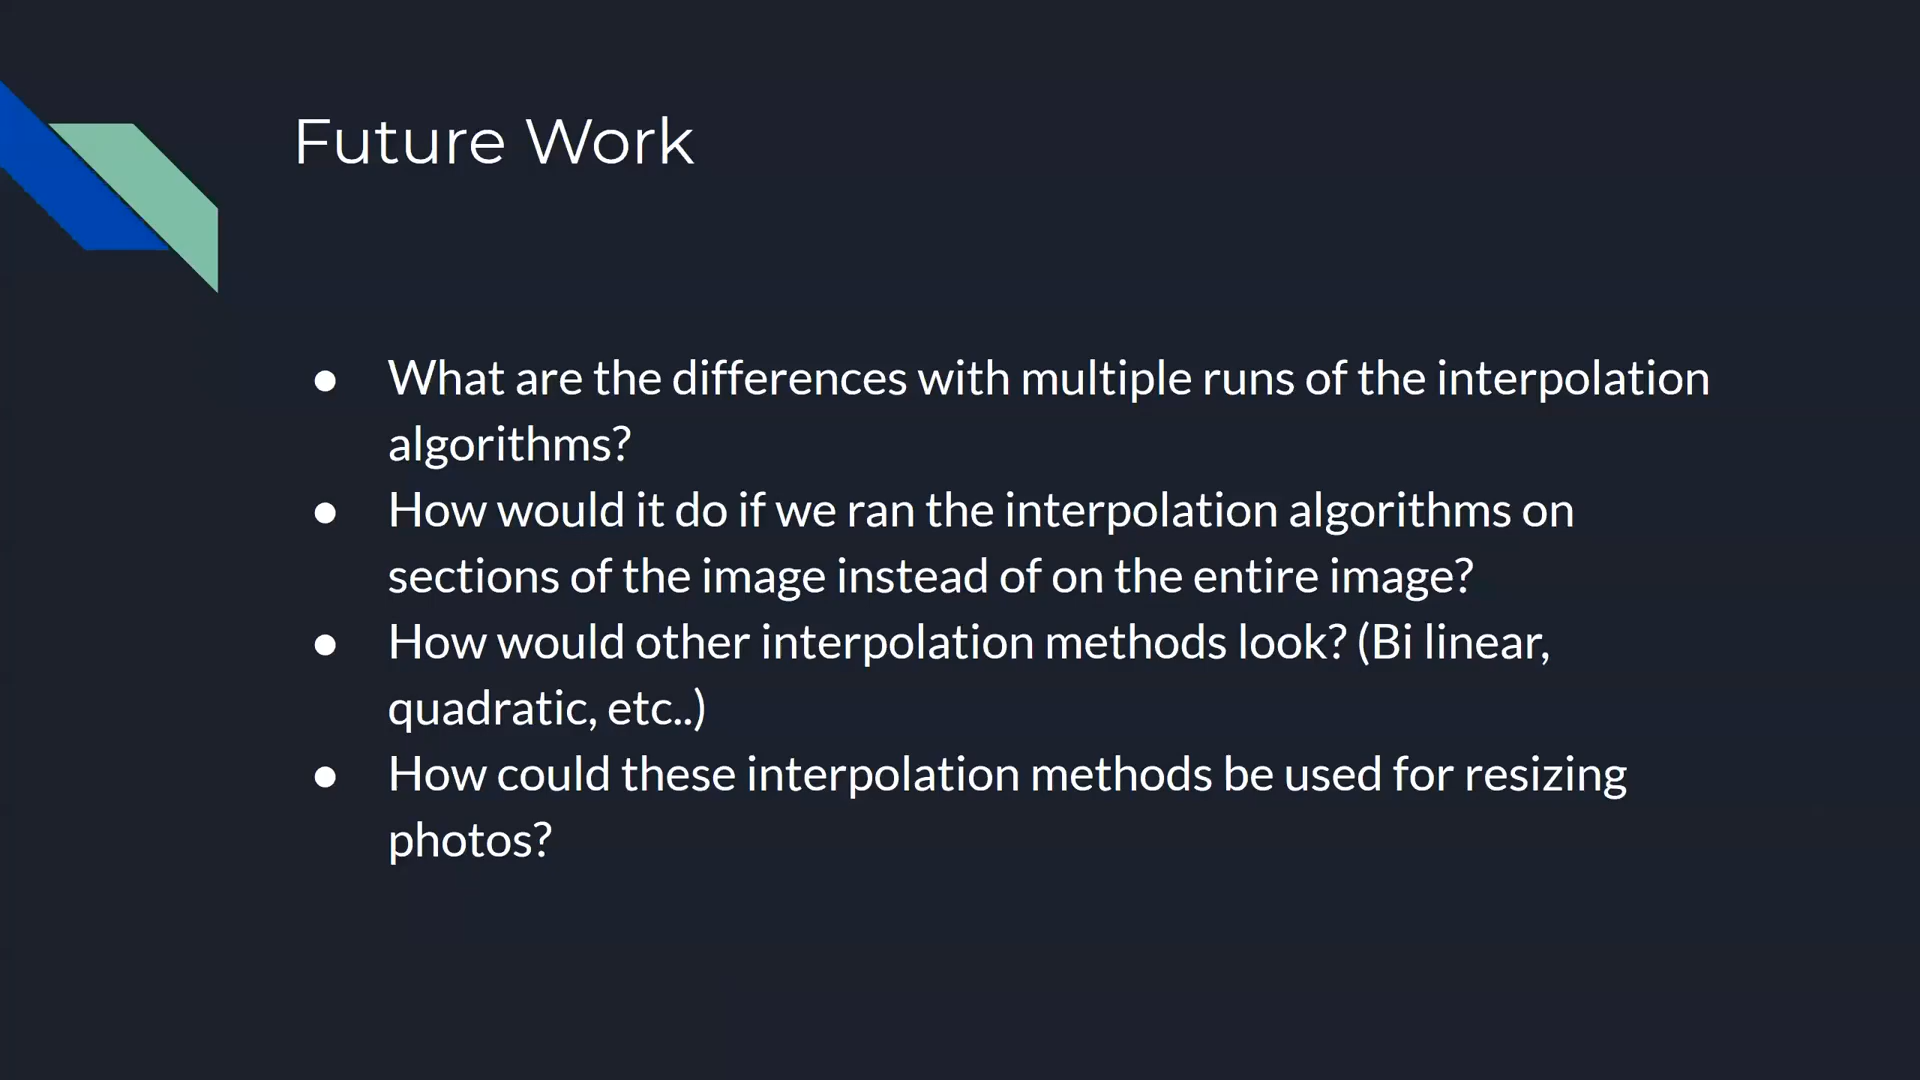 Future Work
● What are the differences with multiple runs of the interpolation
algorithms?
● How would it do if we ran the interpolation algorithms on
sections of the image instead of on the entire image?
● How would other interpolation methods look? (Bi linear,
quadratic, etc..)
● How could these interpolation methods be used for resizing
photos?